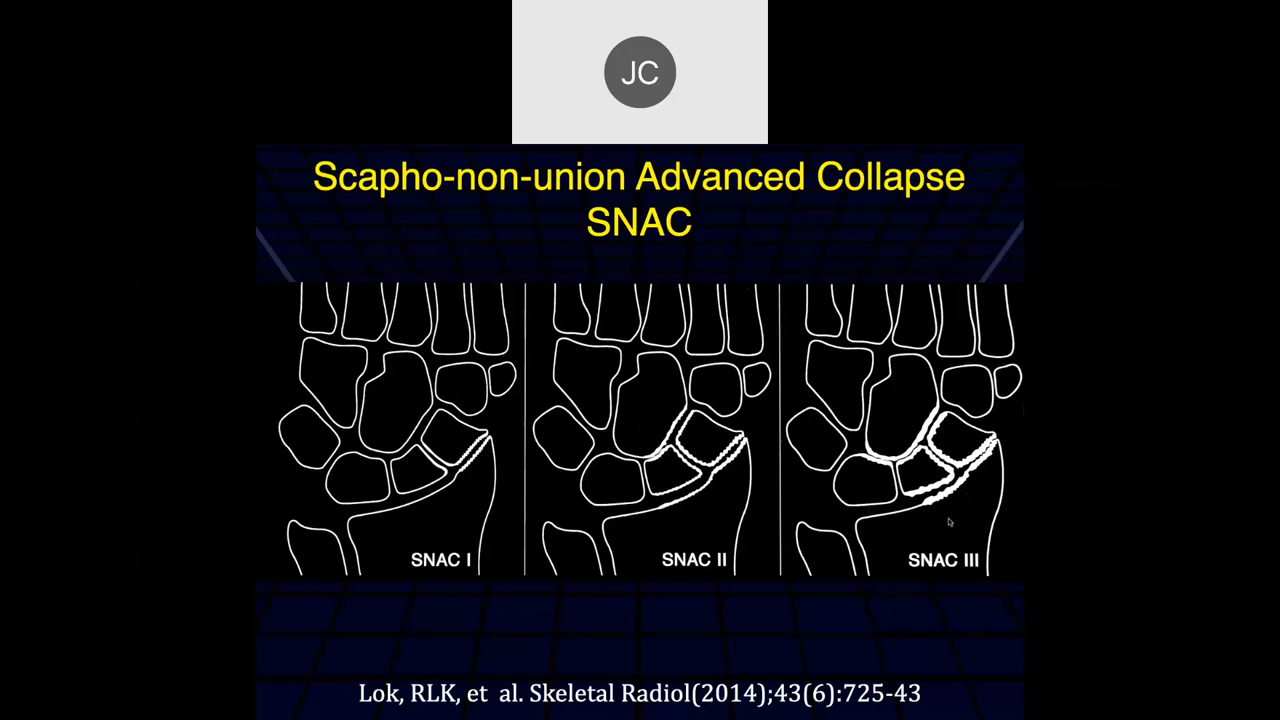 JC
Scapho-non-union Advanced Collapse
SNAC
SNAC I
SNAC II
SNAC III
Lok, RLK, et al. Skeletal Radiol(2014);43(6):725-43